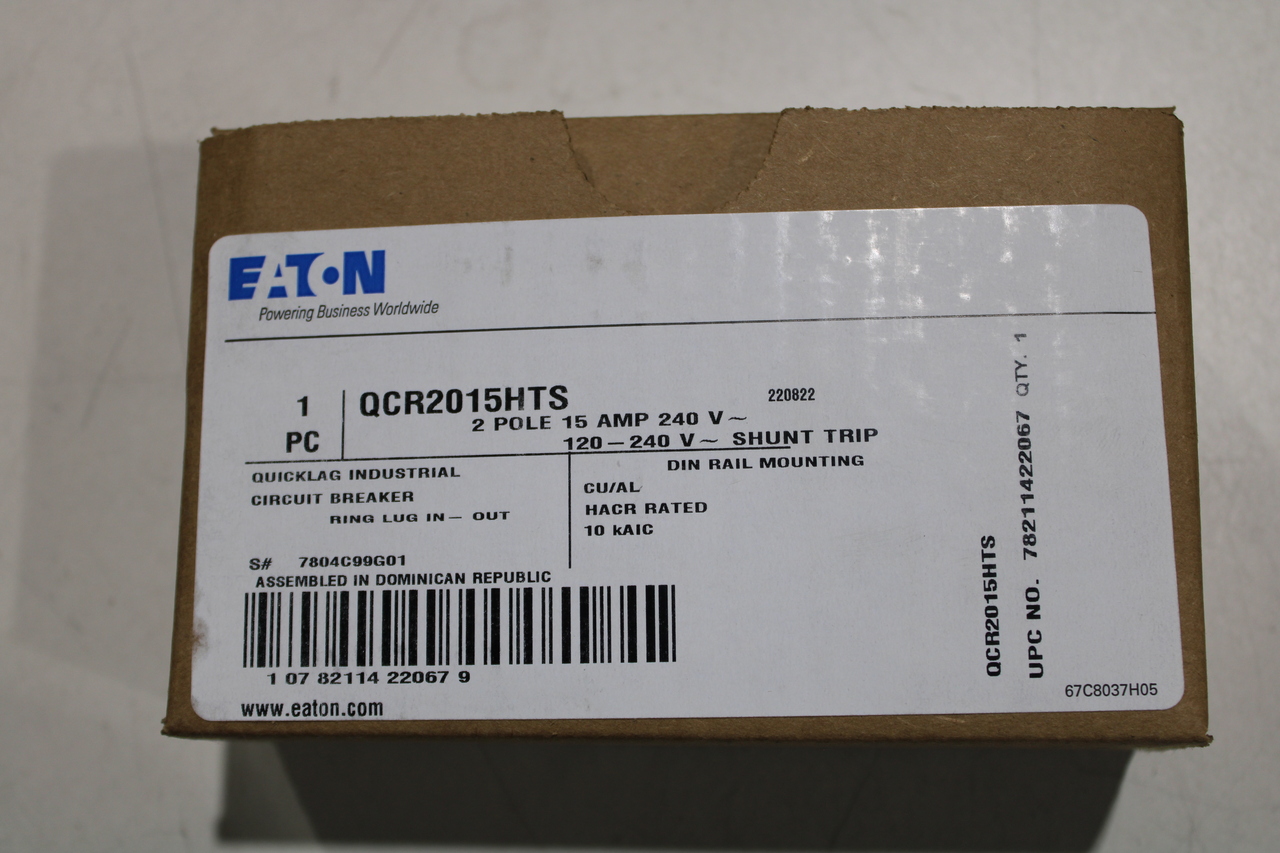 EATON
Powering Business Worldwide
1
PC
QCR2015HTS
220822
2 POLE 15 AMP 240 V~
120–240 V~ SHUNT TRIP
QUICKLAG INDUSTRIAL
CIRCUIT BREAKER
RING LUG IN– OUT
DIN RAIL MOUNTING
CU/AL
HACR RATED
10 kAIC
S# 7804C99G01
ASSEMBLED IN DOMINICAN REPUBLIC
1 07 82114 22067 9
www.eaton.com
QCR2015HTS
UPC NO. 78211422067 QTY. 1
67C8037H05